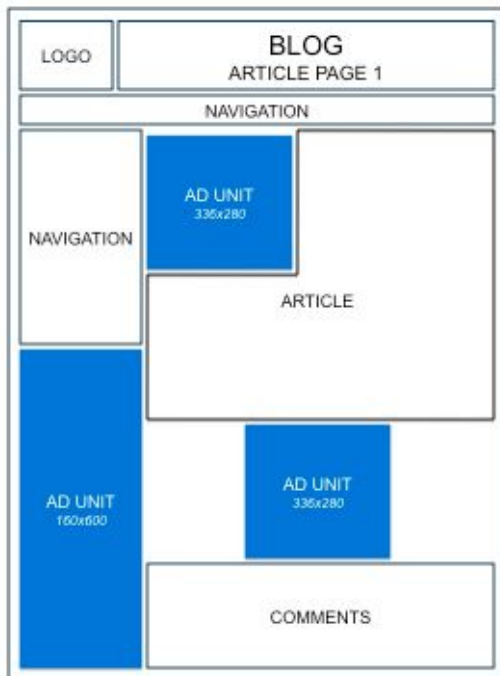 LOGO
BLOG
ARTICLE PAGE 1
NAVIGATION
NAVIGATION
AD UNIT
336x280
ARTICLE
AD UNIT
160x600
AD UNIT
336x280
COMMENTS